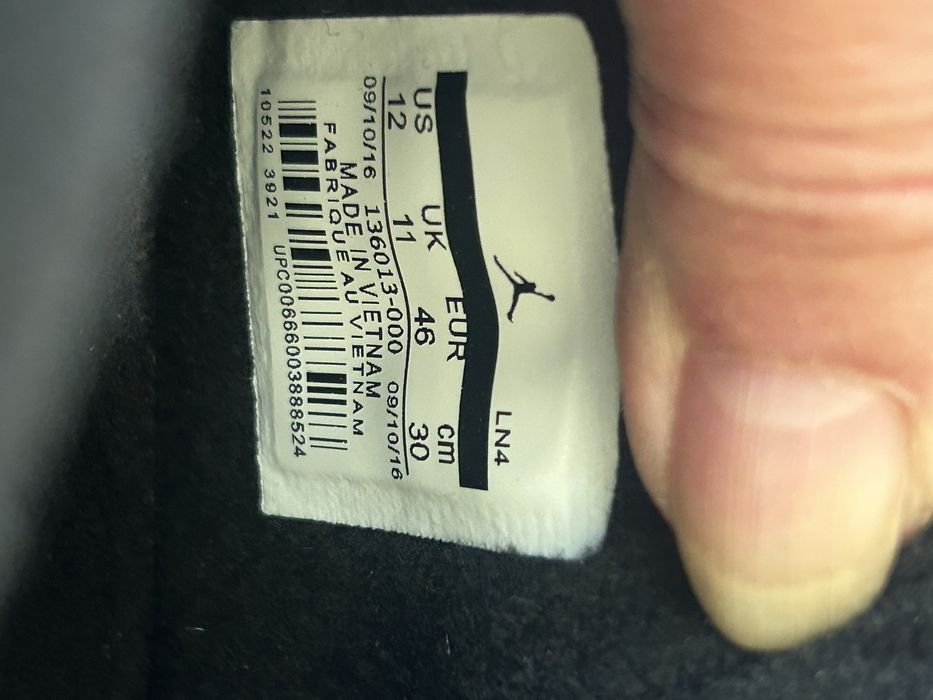 LN4
US UK EUR cm
12 11 46 30
09/10/16 136013-000 09/10/16
MADE IN VIETNAM
FABRIQUE AU VIETNAM
10522 3921 UPC00666003888524